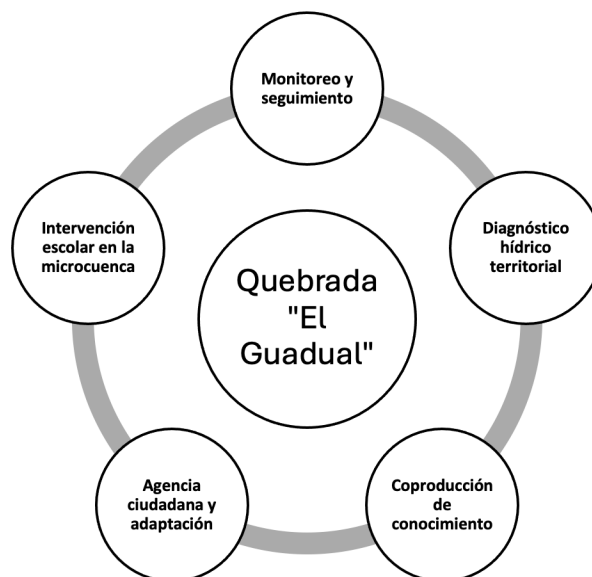 Monitoreo y
seguimiento
Diagnóstico
hídrico
territorial
Coproducción
de
conocimiento
Agencia
ciudadana y
adaptación
Intervención
escolar en la
microcuenca
Quebrada
"El
Guadual"